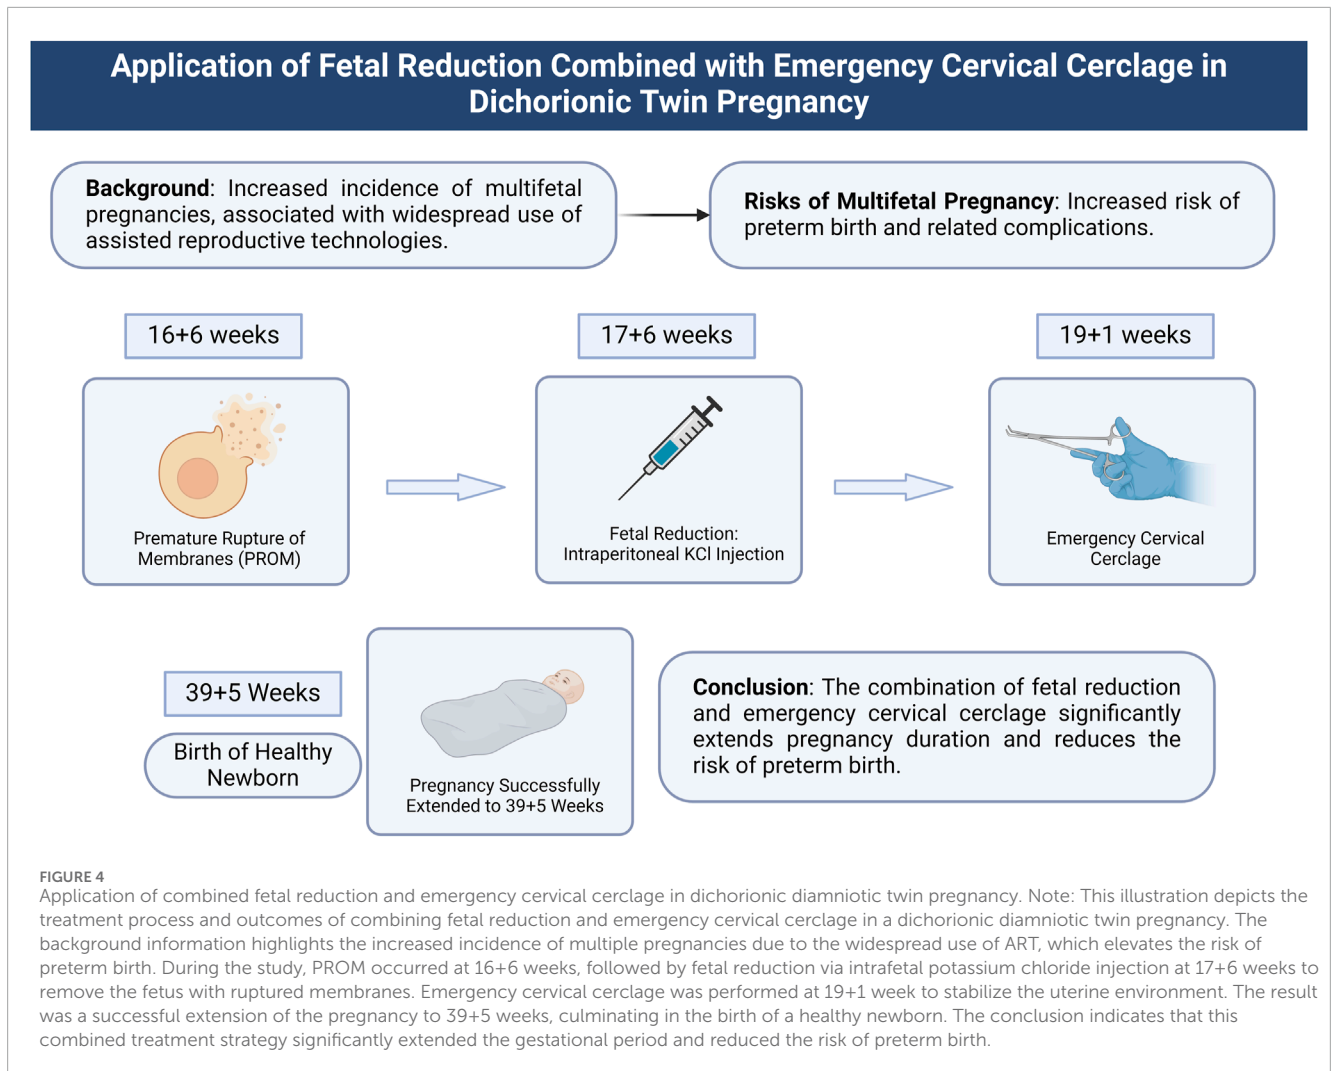 Application of Fetal Reduction Combined with Emergency Cervical Cerclage in
Dichorionic Twin Pregnancy
Background: Increased incidence of multifetal
pregnancies, associated with widespread use of
assisted reproductive technologies.
Risks of Multifetal Pregnancy: Increased risk of
preterm birth and related complications.
16+6 weeks
17+6 weeks
19+1 weeks
Premature Rupture of
Membranes (PROM)
Fetal Reduction:
Intraperitoneal KCl Injection
Emergency Cervical
Cerclage
39+5 Weeks
Birth of Healthy
Newborn
Pregnancy Successfully
Extended to 39+5 Weeks
Conclusion: The combination of fetal reduction
and emergency cervical cerclage significantly
extends pregnancy duration and reduces the
risk of preterm birth.
FIGURE 4
Application of combined fetal reduction and emergency cervical cerclage in dichorionic diamniotic twin pregnancy. Note: This illustration depicts the
treatment process and outcomes of combining fetal reduction and emergency cervical cerclage in a dichorionic diamniotic twin pregnancy. The
background information highlights the increased incidence of multiple pregnancies due to the widespread use of ART, which elevates the risk of
preterm birth. During the study, PROM occurred at 16+6 weeks, followed by fetal reduction via intrafetal potassium chloride injection at 17+6 weeks to
remove the fetus with ruptured membranes. Emergency cervical cerclage was performed at 19+1 week to stabilize the uterine environment. The result
was a successful extension of the pregnancy to 39+5 weeks, culminating in the birth of a healthy newborn. The conclusion indicates that this
combined treatment strategy significantly extended the gestational period and reduced the risk of preterm birth.